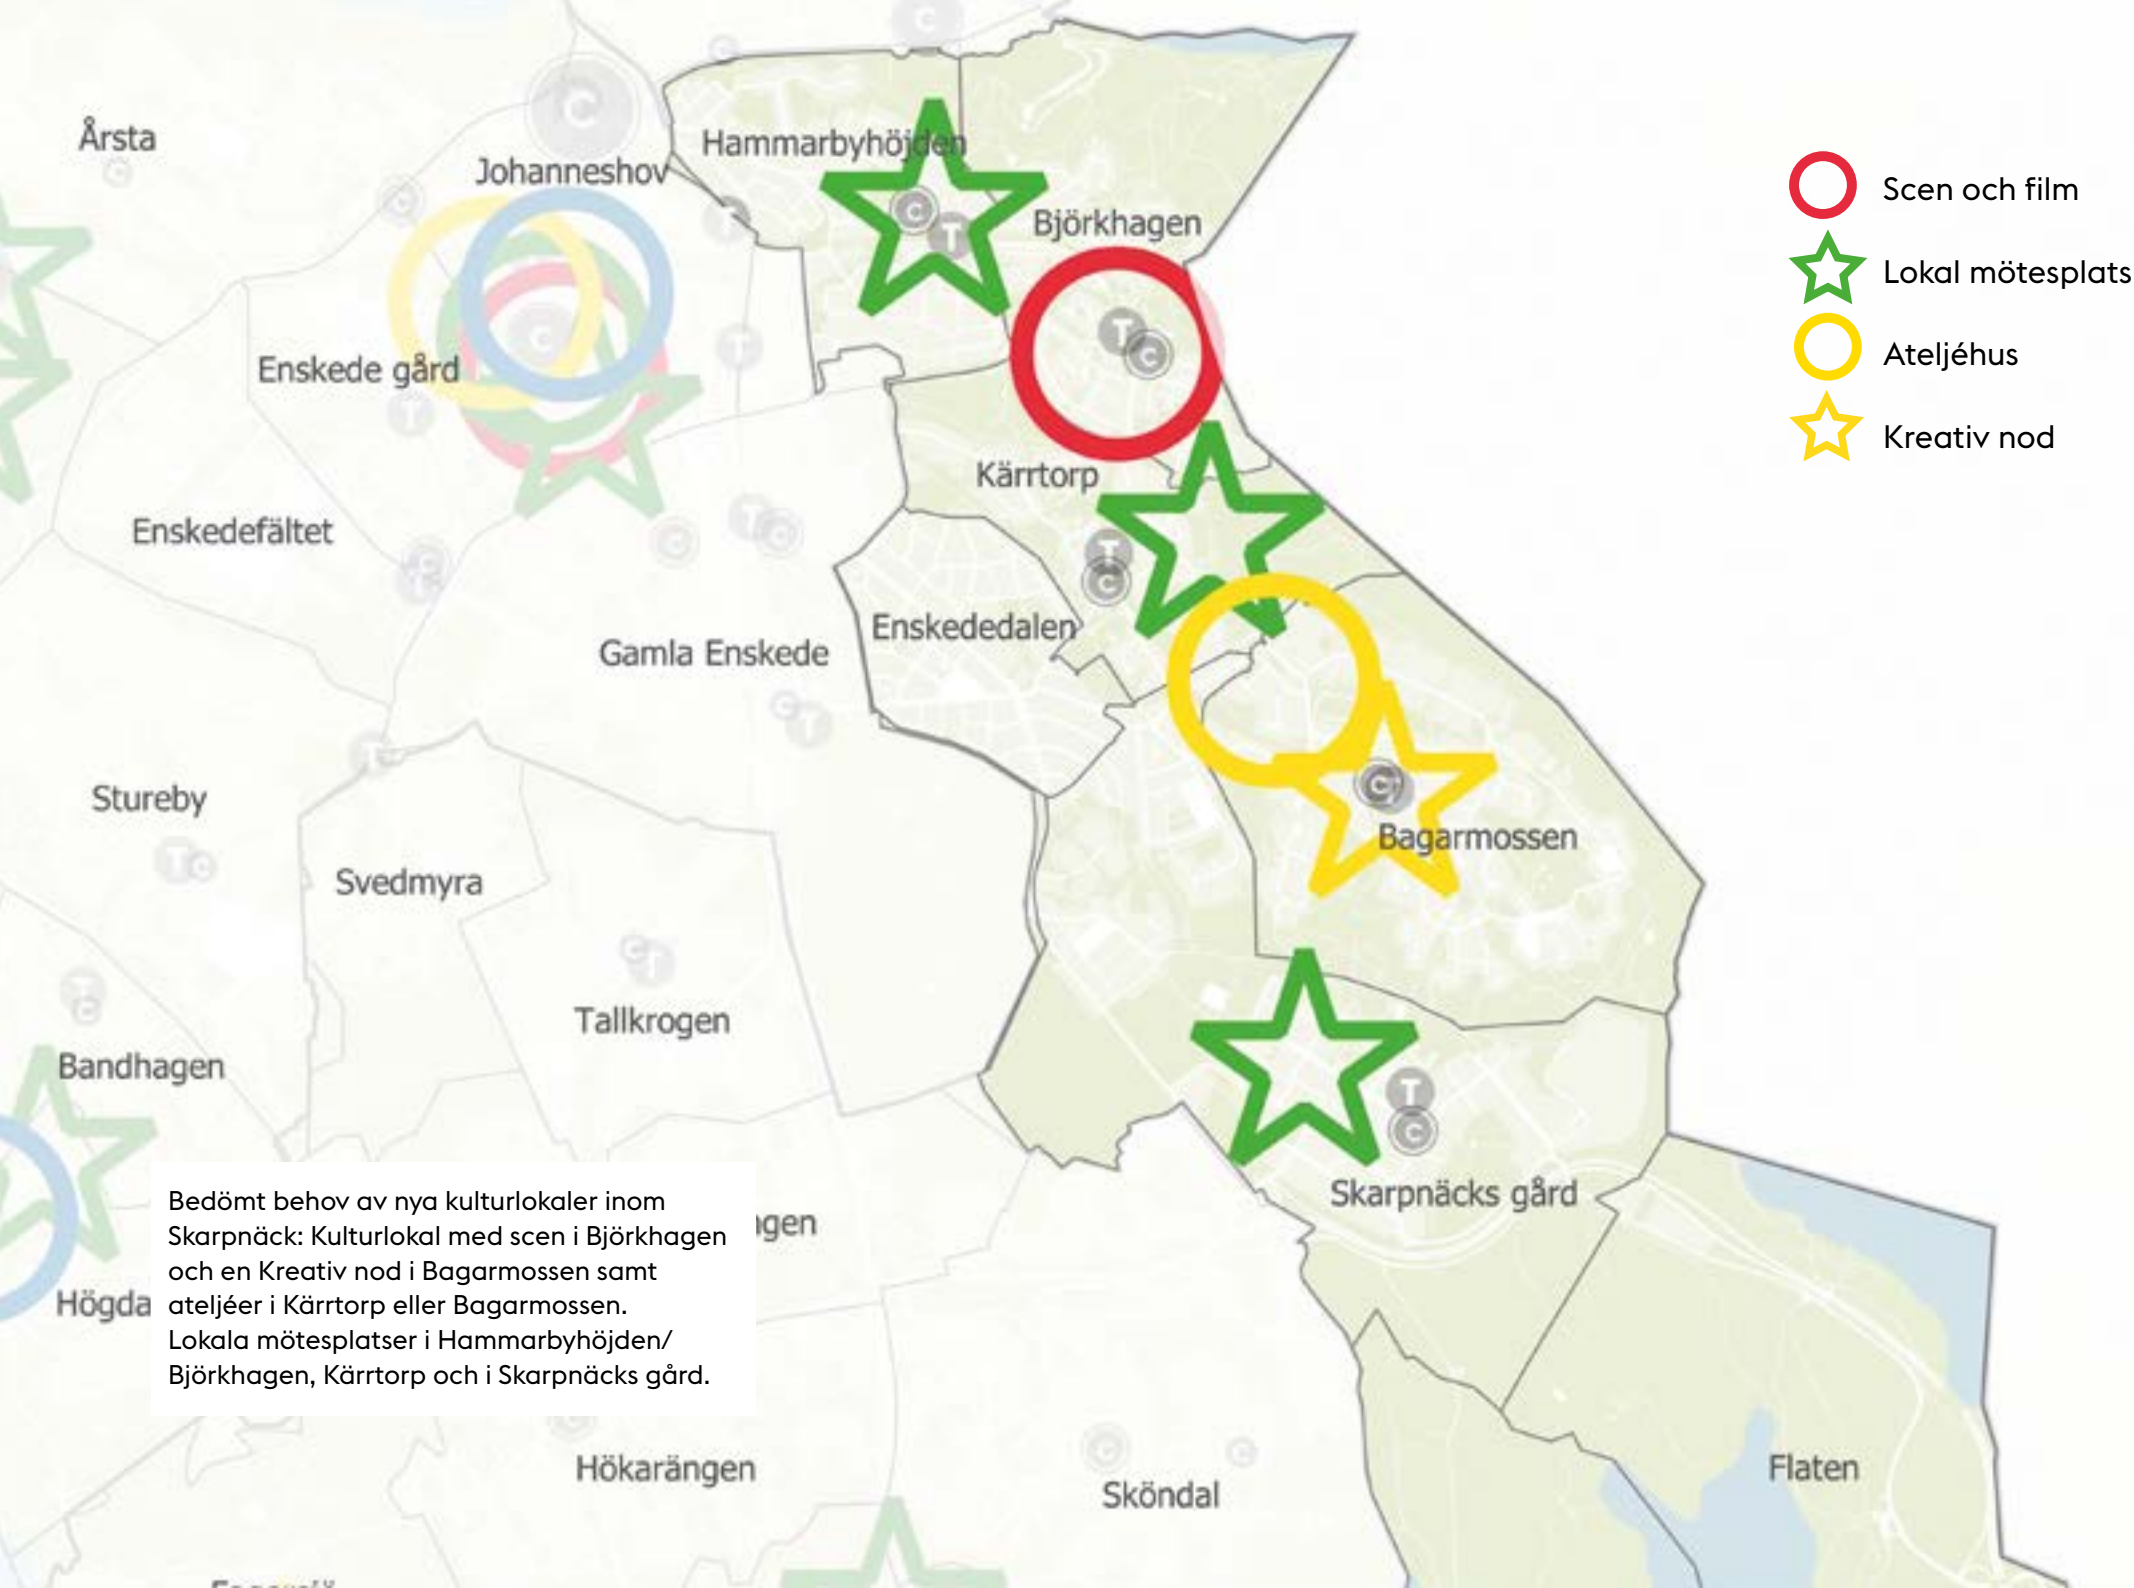 Årsta
Johanneshov
Hammarbyhöjden
Björkhagen
Enskede gård
Kärrtorp
Enskedefältet
Gamla Enskede
Enskededalen
Stureby
Svedmyra
Bagarmossen
Tallkrogen
Bandhagen
Skarpnäcks gård
Högda
Hökarängen
Sköndal
Flaten
Scen och film
Lokal mötesplats
Ateljéhus
Kreativ nod
Bedömt behov av nya kulturlokaler inom
Skarpnäck: Kulturlokal med scen i Björkhagen
och en Kreativ nod i Bagarmossen samt
ateljéer i Kärrtorp eller Bagarmossen.
Lokala mötesplatser i Hammarbyhöjden/
Björkhagen, Kärrtorp och i Skarpnäcks gård.